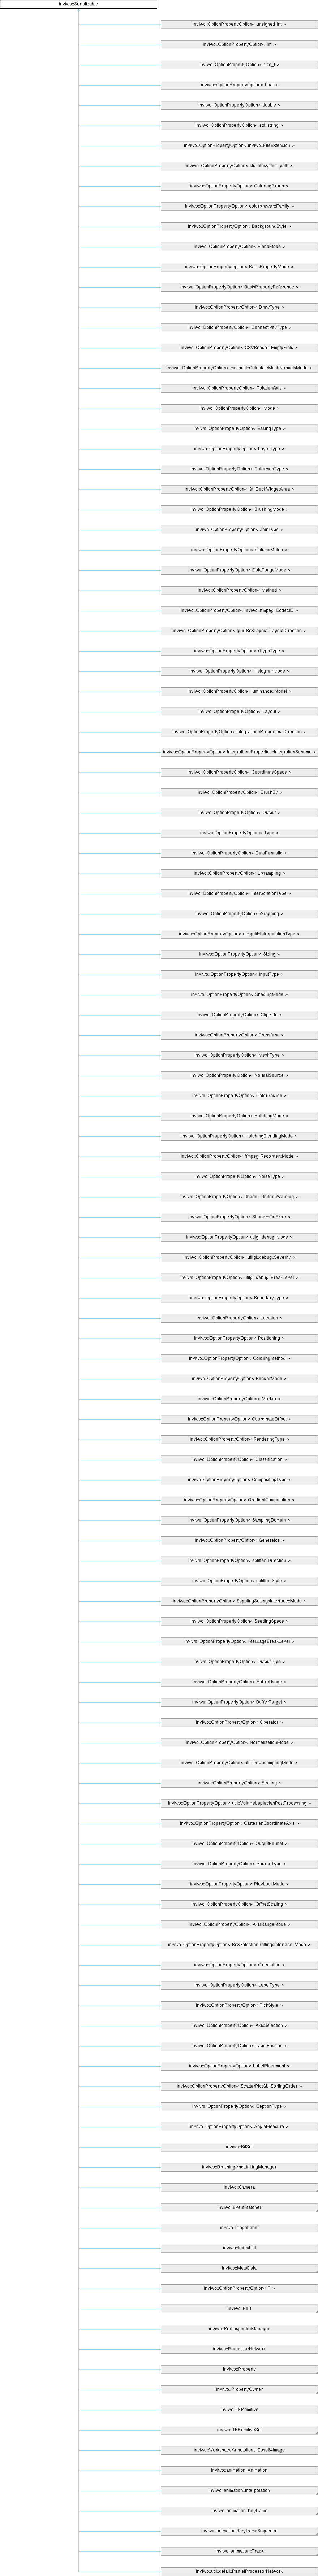 inviwo::Serializable
inviwo::OptionPropertyOption< unsigned int >
inviwo::OptionPropertyOption< int >
inviwo::OptionPropertyOption< size_t >
inviwo::OptionPropertyOption< float >
inviwo::OptionPropertyOption< double >
inviwo::OptionPropertyOption< std::string >
inviwo::OptionPropertyOption< inviwo::FileExtension >
inviwo::OptionPropertyOption< std::filesystem::path >
inviwo::OptionPropertyOption< ColoringGroup >
inviwo::OptionPropertyOption< colorbrewer::Family >
inviwo::OptionPropertyOption< BackgroundStyle >
inviwo::OptionPropertyOption< BlendMode >
inviwo::OptionPropertyOption< BasisPropertyMode >
inviwo::OptionPropertyOption< BasisPropertyReference >
inviwo::OptionPropertyOption< DrawType >
inviwo::OptionPropertyOption< ConnectivityType >
inviwo::OptionPropertyOption< CSVReader::EmptyField >
inviwo::OptionPropertyOption< meshutil::CalculateMeshNormalsMode >
inviwo::OptionPropertyOption< RotationAxis >
inviwo::OptionPropertyOption< Mode >
inviwo::OptionPropertyOption< EasingType >
inviwo::OptionPropertyOption< LayerType >
inviwo::OptionPropertyOption< ColormapType >
inviwo::OptionPropertyOption< Qt::DockWidgetArea >
inviwo::OptionPropertyOption< BrushingMode >
inviwo::OptionPropertyOption< JoinType >
inviwo::OptionPropertyOption< ColumnMatch >
inviwo::OptionPropertyOption< DataRangeMode >
inviwo::OptionPropertyOption< Method >
inviwo::OptionPropertyOption< inviwo::ffmpeg::CodecID >
inviwo::OptionPropertyOption< glui::BoxLayout::LayoutDirection >
inviwo::OptionPropertyOption< GlyphType >
inviwo::OptionPropertyOption< HistogramMode >
inviwo::OptionPropertyOption< luminance::Model >
inviwo::OptionPropertyOption< Layout >
inviwo::OptionPropertyOption< IntegralLineProperties::Direction >
inviwo::OptionPropertyOption< IntegralLineProperties::IntegrationScheme >
inviwo::OptionPropertyOption< CoordinateSpace >
inviwo::OptionPropertyOption< BrushBy >
inviwo::OptionPropertyOption< Output >
inviwo::OptionPropertyOption< Type >
inviwo::OptionPropertyOption< DataFormatId >
inviwo::OptionPropertyOption< Upsampling >
inviwo::OptionPropertyOption< InterpolationType >
inviwo::OptionPropertyOption< Wrapping >
inviwo::OptionPropertyOption< cimgutil::InterpolationType >
inviwo::OptionPropertyOption< Sizing >
inviwo::OptionPropertyOption< InputType >
inviwo::OptionPropertyOption< ShadingMode >
inviwo::OptionPropertyOption< ClipSide >
inviwo::OptionPropertyOption< Transform >
inviwo::OptionPropertyOption< MeshType >
inviwo::OptionPropertyOption< NormalSource >
inviwo::OptionPropertyOption< ColorSource >
inviwo::OptionPropertyOption< HatchingMode >
inviwo::OptionPropertyOption< HatchingBlendingMode >
inviwo::OptionPropertyOption< ffmpeg::Recorder::Mode >
inviwo::OptionPropertyOption< NoiseType >
inviwo::OptionPropertyOption< Shader::UniformWarning >
inviwo::OptionPropertyOption< Shader::OnError >
inviwo::OptionPropertyOption< utilgl::debug::Mode >
inviwo::OptionPropertyOption< utilgl::debug::Severity >
inviwo::OptionPropertyOption< utilgl::debug::BreakLevel >
inviwo::OptionPropertyOption< BoundaryType >
inviwo::OptionPropertyOption< Location >
inviwo::OptionPropertyOption< Positioning >
inviwo::OptionPropertyOption< ColoringMethod >
inviwo::OptionPropertyOption< RenderMode >
inviwo::OptionPropertyOption< Marker >
inviwo::OptionPropertyOption< CoordinateOffset >
inviwo::OptionPropertyOption< RenderingType >
inviwo::OptionPropertyOption< Classification >
inviwo::OptionPropertyOption< CompositingType >
inviwo::OptionPropertyOption< GradientComputation >
inviwo::OptionPropertyOption< SamplingDomain >
inviwo::OptionPropertyOption< Generator >
inviwo::OptionPropertyOption< splitter::Direction >
inviwo::OptionPropertyOption< splitter::Style >
inviwo::OptionPropertyOption< StipplingSettingsInterface::Mode >
inviwo::OptionPropertyOption< SeedingSpace >
inviwo::OptionPropertyOption< MessageBreakLevel >
inviwo::OptionPropertyOption< OutputType >
inviwo::OptionPropertyOption< BufferUsage >
inviwo::OptionPropertyOption< BufferTarget >
inviwo::OptionPropertyOption< Operator >
inviwo::OptionPropertyOption< NormalizationMode >
inviwo::OptionPropertyOption< util::DownsamplingMode >
inviwo::OptionPropertyOption< Scaling >
inviwo::OptionPropertyOption< util::VolumeLaplacianPostProcessing >
inviwo::OptionPropertyOption< CartesianCoordinateAxis >
inviwo::OptionPropertyOption< OutputFormat >
inviwo::OptionPropertyOption< SourceType >
inviwo::OptionPropertyOption< PlaybackMode >
inviwo::OptionPropertyOption< OffsetScaling >
inviwo::OptionPropertyOption< AxisRangeMode >
inviwo::OptionPropertyOption< BoxSelectionSettingsInterface::Mode >
inviwo::OptionPropertyOption< Orientation >
inviwo::OptionPropertyOption< LabelType >
inviwo::OptionPropertyOption< TickStyle >
inviwo::OptionPropertyOption< AxisSelection >
inviwo::OptionPropertyOption< LabelPosition >
inviwo::OptionPropertyOption< LabelPlacement >
inviwo::OptionPropertyOption< ScatterPlotGL::SortingOrder >
inviwo::OptionPropertyOption< CaptionType >
inviwo::OptionPropertyOption< AngleMeasure >
inviwo::BitSet
inviwo::BrushingAndLinkingManager
inviwo::Camera
inviwo::EventMatcher
inviwo::ImageLabel
inviwo::IndexList
inviwo::MetaData
inviwo::OptionPropertyOption< T >
inviwo::Port
inviwo::PortInspectorManager
inviwo::ProcessorNetwork
inviwo::Property
inviwo::PropertyOwner
inviwo::TFPrimitive
inviwo::TFPrimitiveSet
inviwo::WorkspaceAnnotations::Base64Image
inviwo::animation::Animation
inviwo::animation::Interpolation
inviwo::animation::Keyframe
inviwo::animation::KeyframeSequence
inviwo::animation::Track
inviwo::util::detail::PartialProcessorNetwork